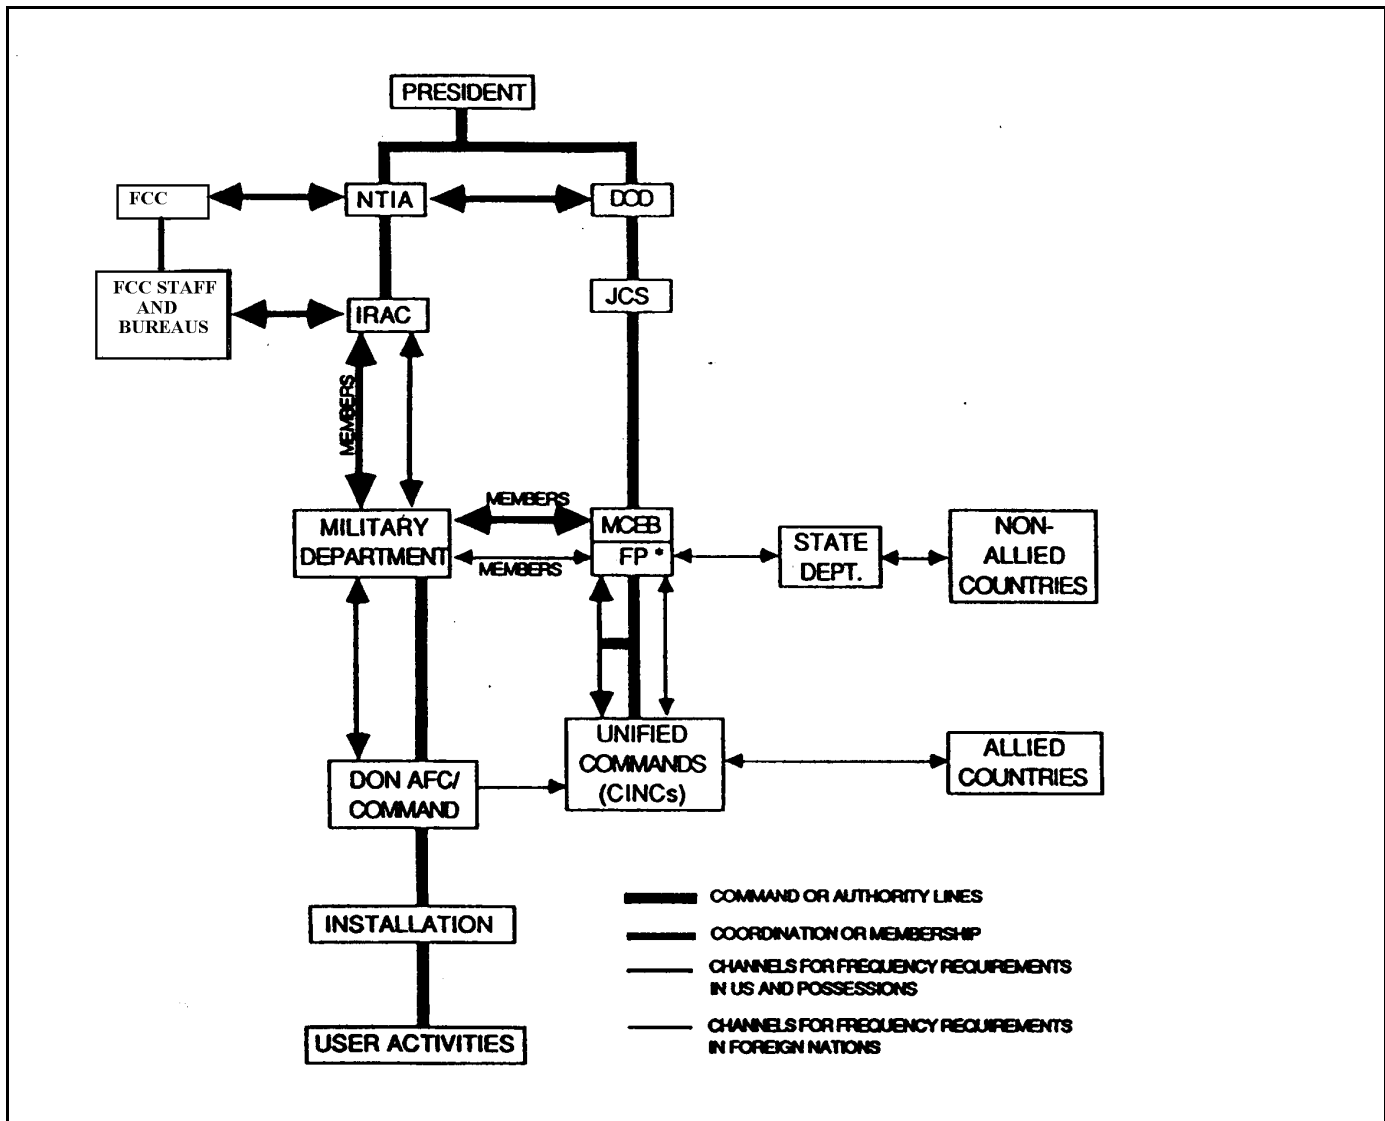 PRESIDENT
FCC
NTIA
DOD
FCC STAFF
AND
BUREAUS
IRAC
JCS
MEMBERS
MEMBERS
MILITARY
DEPARTMENT
MCEB
FP *
MEMBERS
STATE
DEPT.
NON-
ALLIED
COUNTRIES
UNIFIED
COMMANDS
(CINCs)
ALLIED
COUNTRIES
DON AFC/
COMMAND
INSTALLATION
USER ACTIVITIES
COMMAND OR AUTHORITY LINES
COORDINATION OR MEMBERSHIP
CHANNELS FOR FREQUENCY REQUIREMENTS
IN US AND POSSESSIONS
CHANNELS FOR FREQUENCY REQUIREMENTS
IN FOREIGN NATIONS